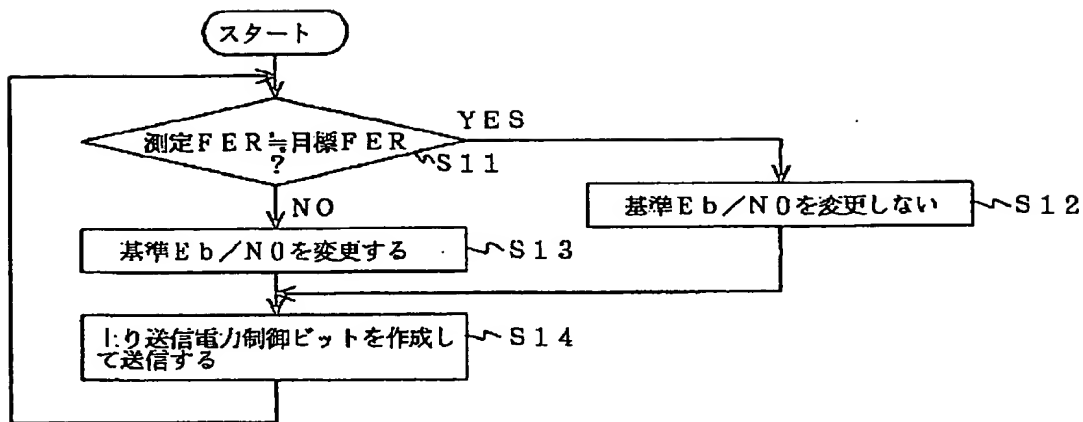 スタート
測定FER≒目標FER
?
YES
S11
NO
基準Eb/N0を変更しない
S12
基準Eb/N0を変更する
S13
上り送信電力制御ビットを作成し
て送信する
S14